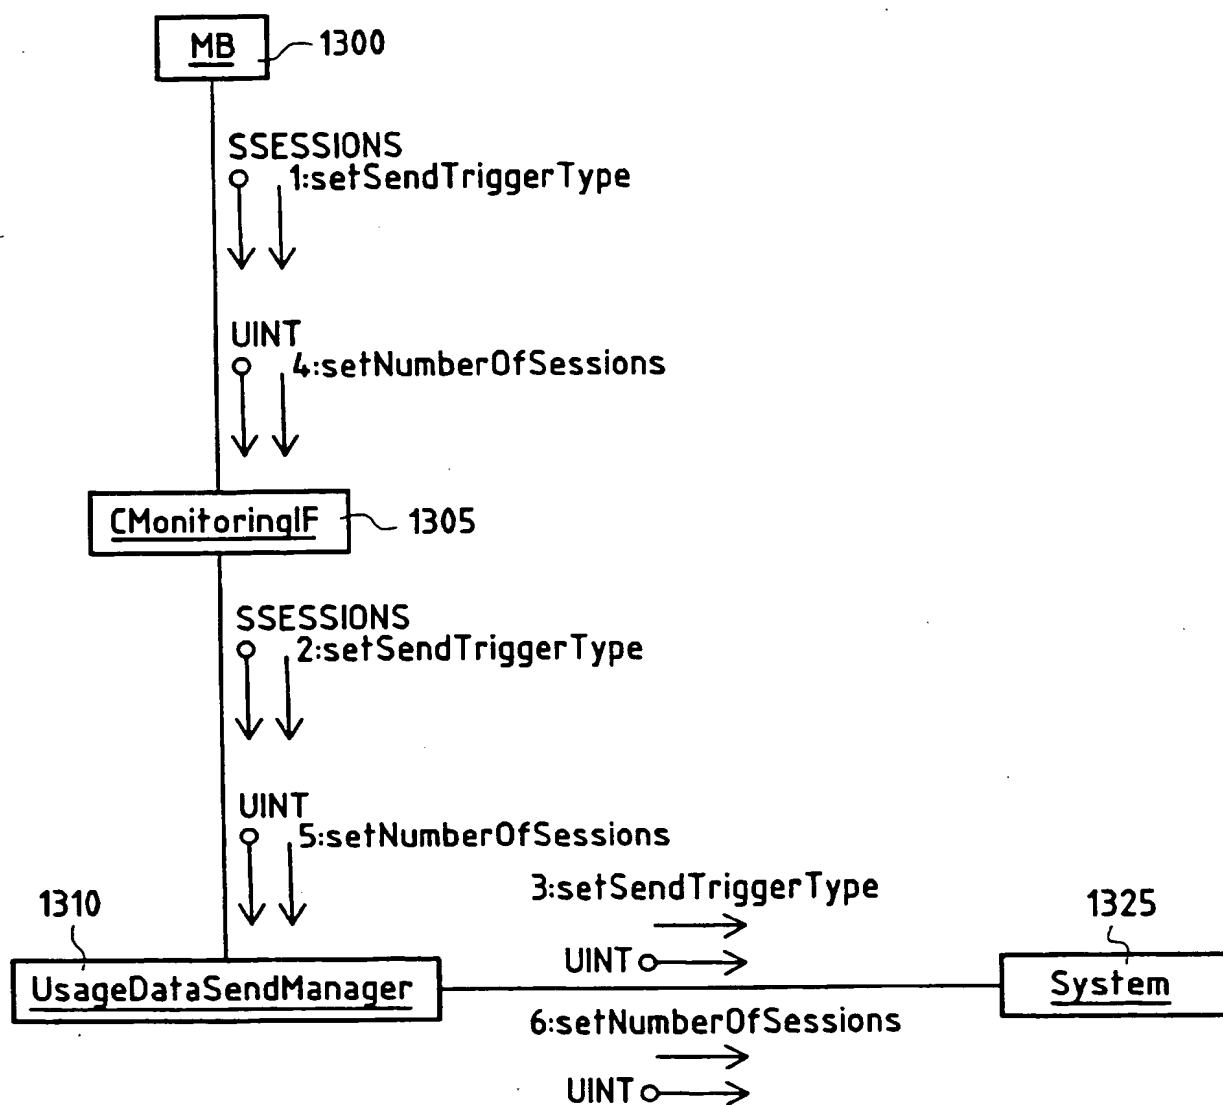 MB
1300
SSESSIONS
1:setSendTriggerType
UINT
4:setNumberOfSessions
CMonitoringIF
1305
SSESSIONS
2:setSendTriggerType
UINT
5:setNumberOfSessions
1310
3:setSendTriggerType
1325
UINT
UsageDataSendManager
System
6:setNumberOfSessions
UINT